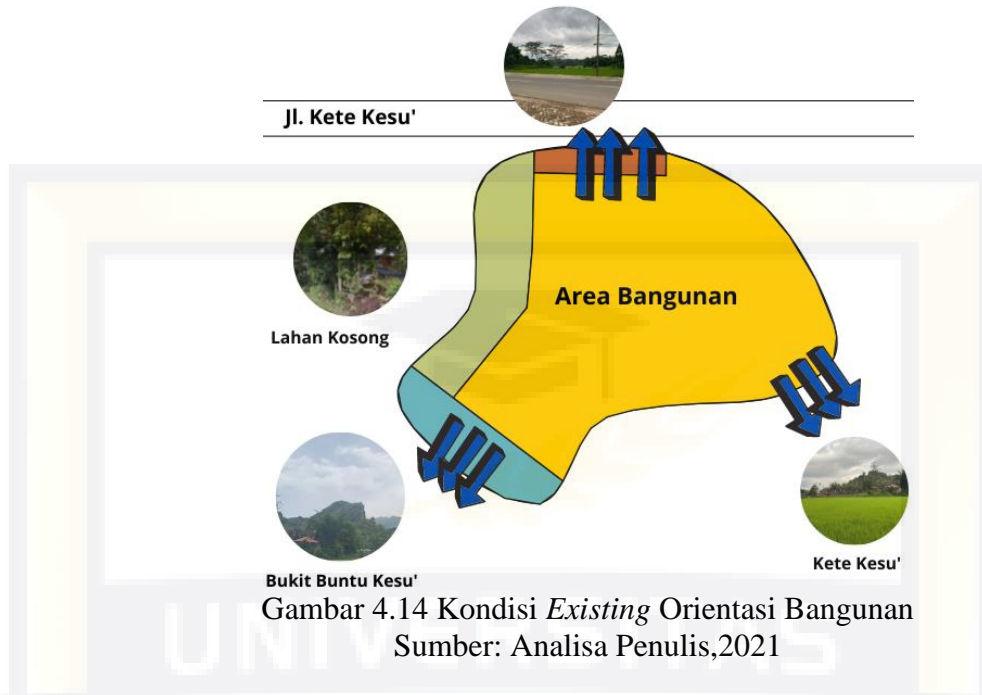 Jl. Kete Kesu'
Area Bangunan
Lahan Kosong
Bukit Buntu Kesu'
Kete Kesu'
Gambar 4.14 Kondisi Existing Orientasi Bangunan
Sumber: Analisa Penulis,2021
UNIVERSITAS